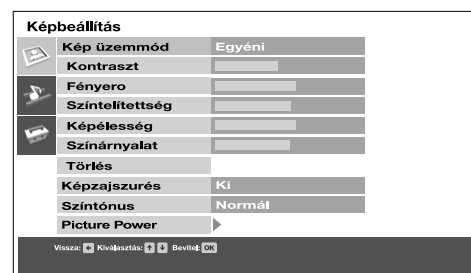 Képbeállítás
Kép üzemmód Egyéni
Kontraszt
Fényero
Színtelítettség
Képélesség
Színárnyalat
Törlés
Képzajszurés Ki
Színtónus Normál
Picture Power
Vissza: Kiválasztás: Bevitel: OK